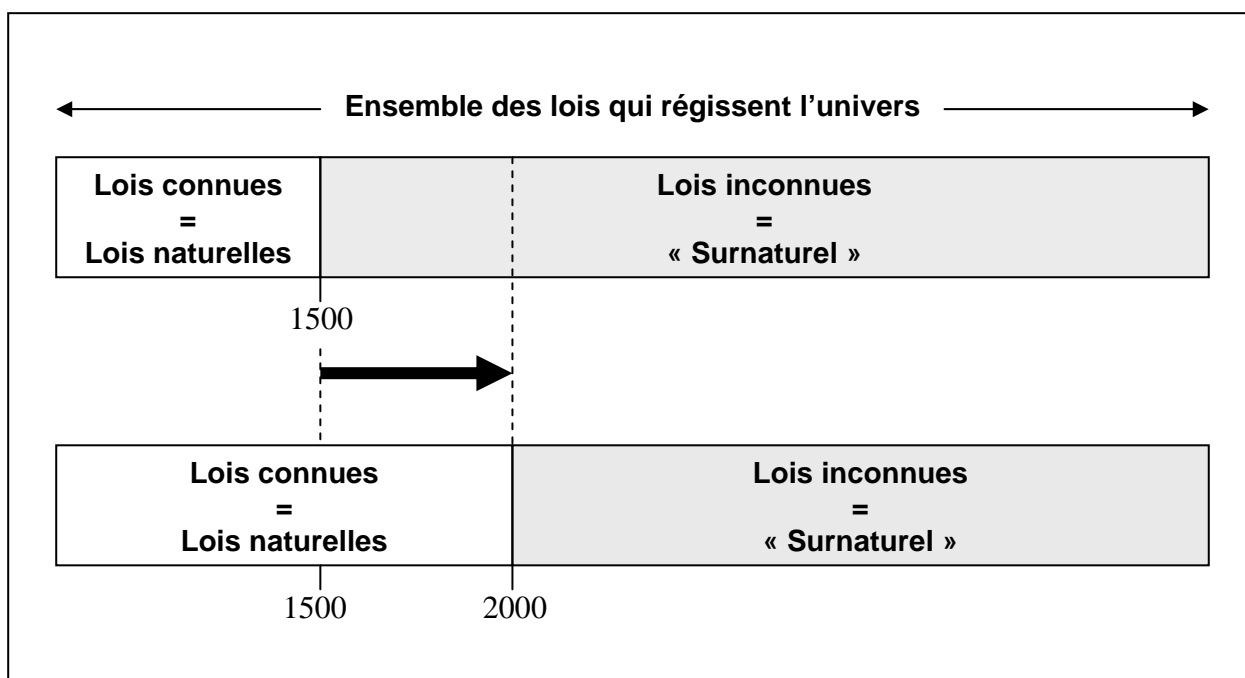 Ensemble des lois qui régissent l’univers
Lois connues
=
Lois naturelles
Lois inconnues
=
« Surnaturel »
1500
Lois connues
=
Lois naturelles
Lois inconnues
=
« Surnaturel »
1500
2000